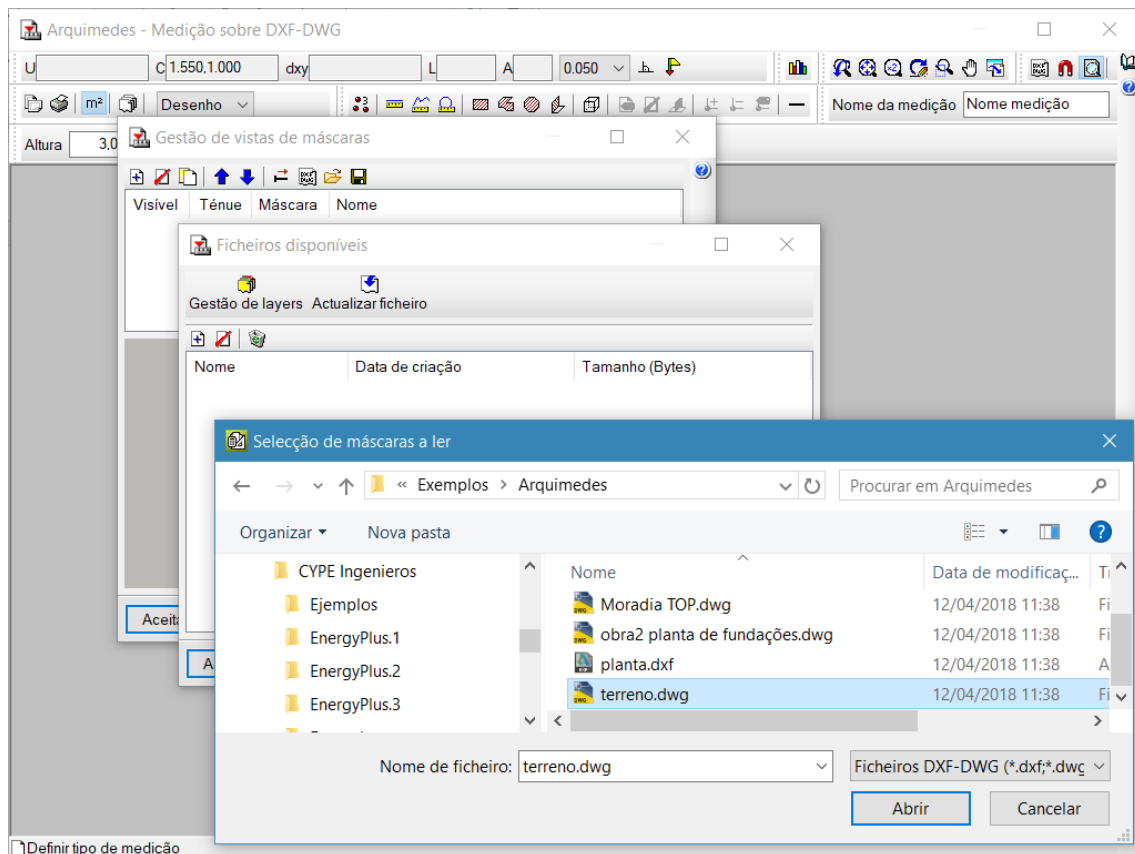 Arquimedes - Medição sobre DXF-DWG
U C 1.550,1.000 dxy L A 0.050
m² Desenho Nome da medição Nome medição
Altura 3,0
Gestão de vistas de máscaras
Visível Ténue Máscara Nome
Ficheiros disponíveis
Gestão de layers Actualizar ficheiro
Nome Data de criação Tamanho (Bytes)
Selecção de máscaras a ler
« Exemplos > Arquimedes Procurar em Arquimedes
Organizar Nova pasta
CYPE Ingenieros
Ejemplos
EnergyPlus.1
EnergyPlus.2
EnergyPlus.3
Nome Data de modificaç... Ti
Moradia TOP.dwg 12/04/2018 11:38 Fi
obra2 planta de fundações.dwg 12/04/2018 11:38 Fi
planta.dxf 12/04/2018 11:38 A
terreno.dwg 12/04/2018 11:38 Fi
Nome de ficheiro: terreno.dwg Ficheiros DXF-DWG (*.dxf;*.dwg
Abrir Cancelar
Aceita
A
Definir tipo de medição